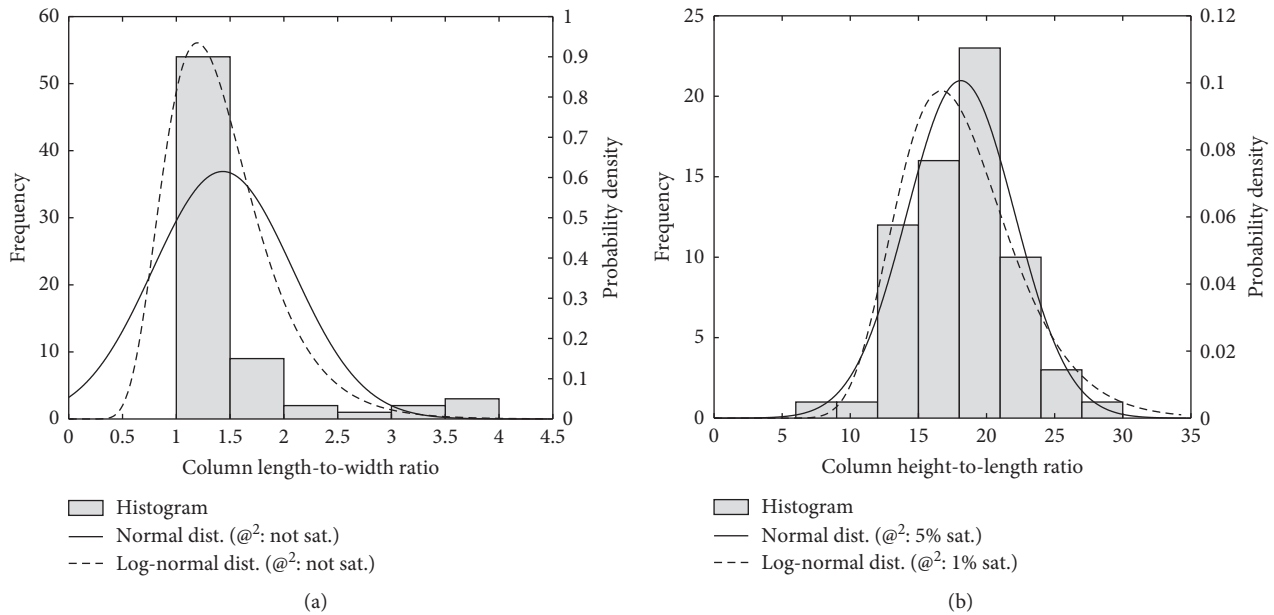 60
50
40
30
20
10
0
Frequency
1
0.9
0.8
0.7
0.6
0.5
0.4
0.3
0.2
0.1
0
Probability density
0 0.5 1 1.5 2 2.5 3 3.5 4 4.5
Column length-to-width ratio
Histogram
Normal dist. (@²: not sat.)
Log-normal dist. (@²: not sat.)
(a)
25
20
15
10
5
0
Frequency
0.12
0.1
0.08
0.06
0.04
0.02
0
Probability density
0 5 10 15 20 25 30 35
Column height-to-length ratio
Histogram
Normal dist. (@²: 5% sat.)
Log-normal dist. (@²: 1% sat.)
(b)